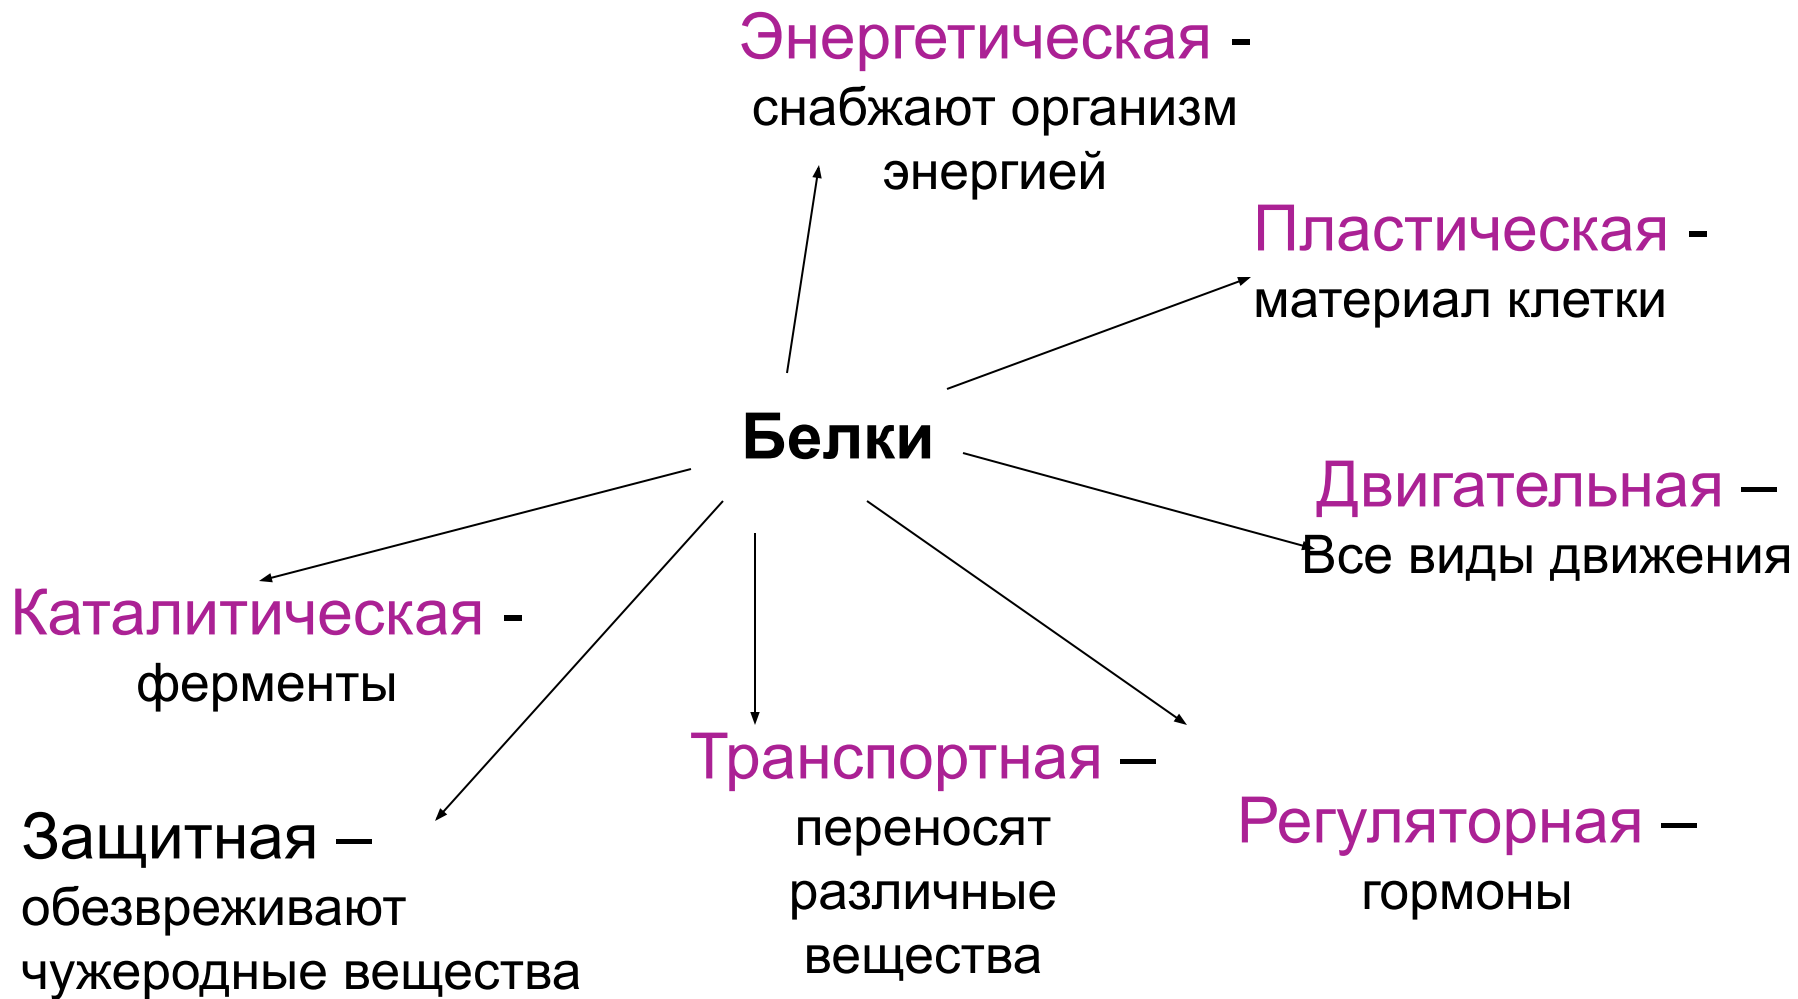 Энергетическая -
снабжают организм
энергией
Пластическая -
материал клетки
Белки
Двигательная –
Все виды движения
Каталитическая -
ферменты
Транспортная –
переносят
различные
вещества
Регуляторная –
гормоны
Защитная –
обезвреживают
чужеродные вещества